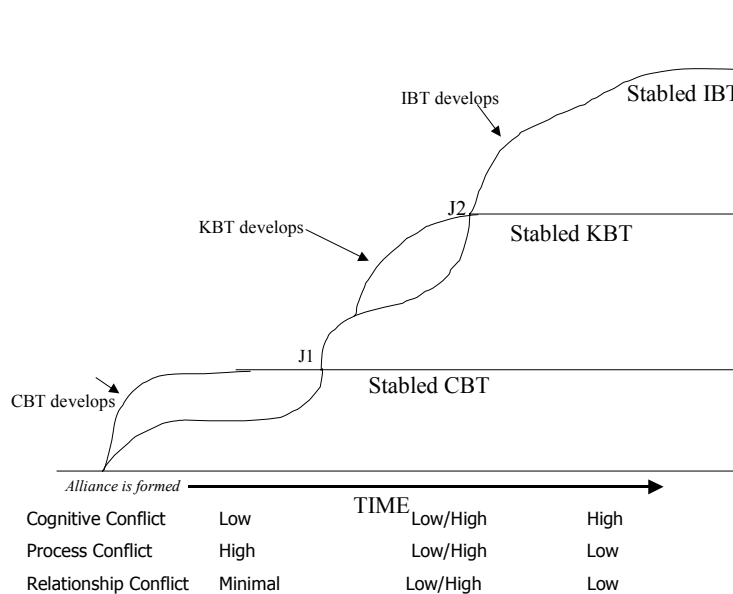 IBT develops
Stabled IBT
J2
KBT develops
Stabled KBT
J1
Stabled CBT
CBT develops
Alliance is formed
TIME
Cognitive Conflict Low Low/High High
Process Conflict High Low/High Low
Relationship Conflict Minimal Low/High Low